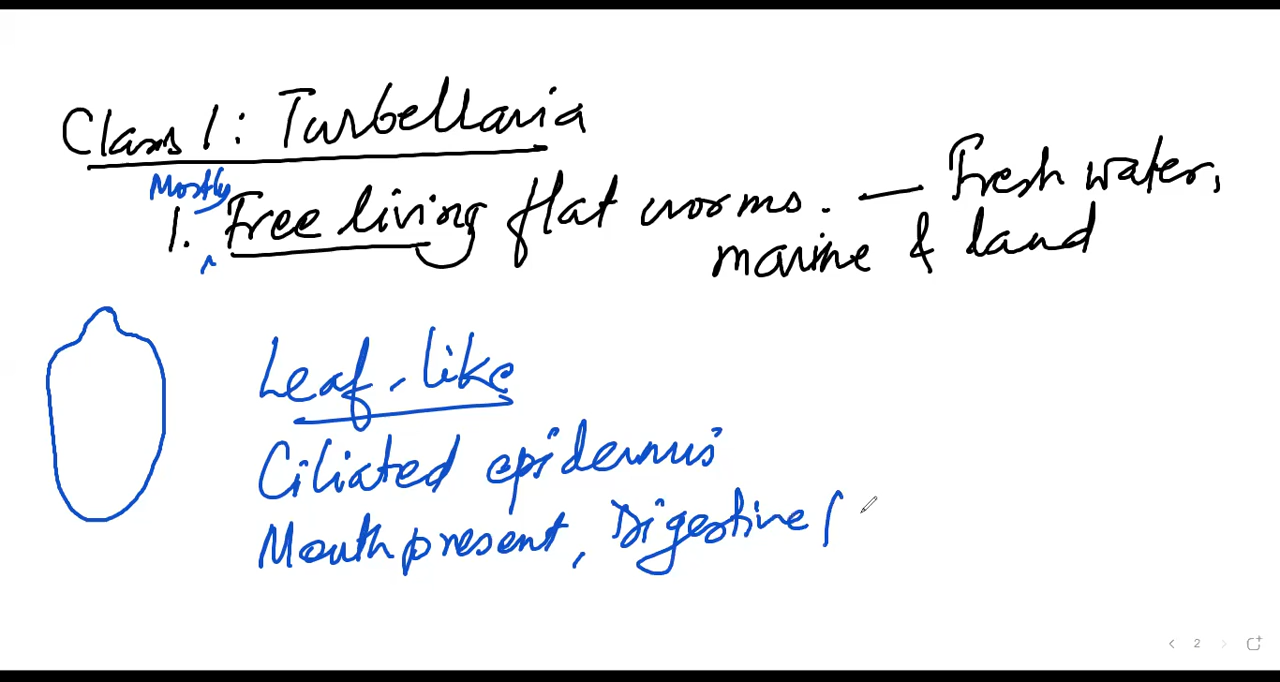 Class 1: Turbellaria
Mostly
1. Free living flat worms. — Fresh water,
marine & land
Leaf-like
Ciliated epidermis
Mouth present, Digestive (
2